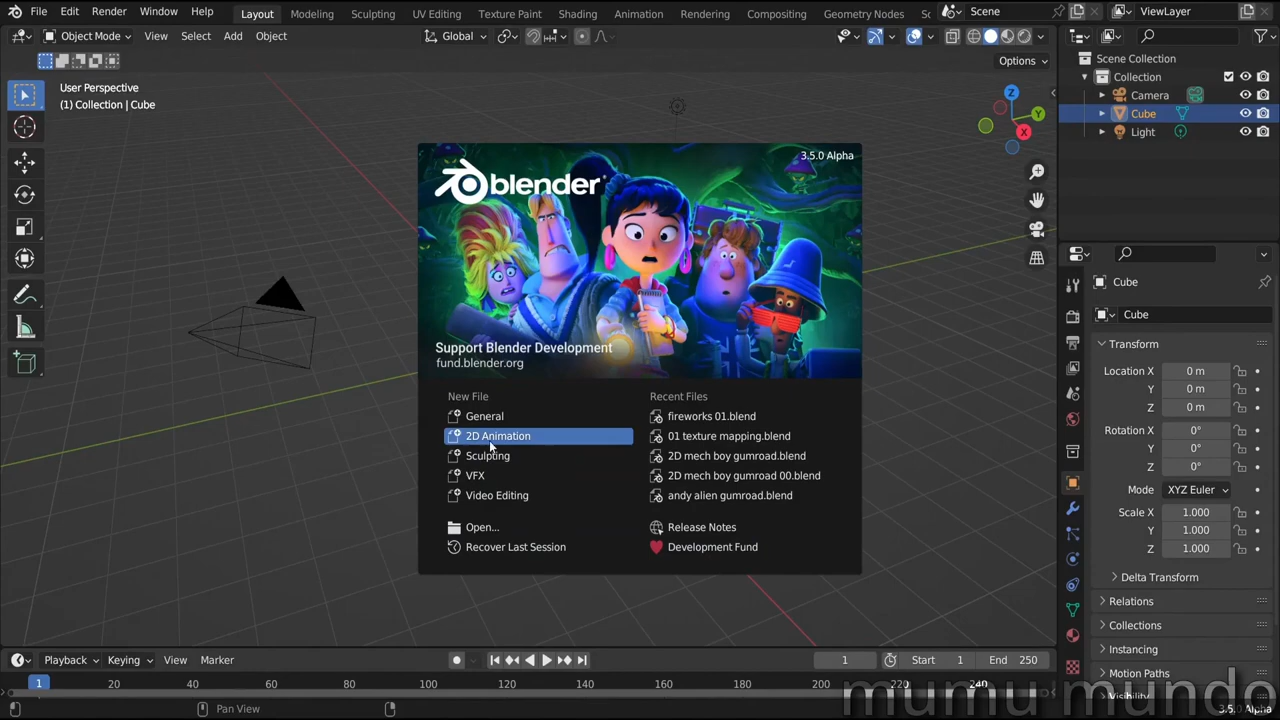 File Edit Render Window Help Layout Modeling Sculpting UV Editing Texture Paint Shading Animation Rendering Compositing Geometry Nodes Sc Scene ViewLayer
Object Mode View Select Add Object Global
Options
User Perspective
(1) Collection | Cube
Z
Y
X
Scene Collection
Collection
Camera
Cube
Light
3.5.0 Alpha
blender
Support Blender Development
fund.blender.org
New File
General
2D Animation
Sculpting
VFX
Video Editing
Open...
Recover Last Session
Recent Files
fireworks 01.blend
01 texture mapping.blend
2D mech boy gumroad.blend
2D mech boy gumroad 00.blend
andy alien gumroad.blend
Release Notes
Development Fund
Cube
Cube
Transform
Location X 0 m
Y 0 m
Z 0 m
Rotation X 0°
Y 0°
Z 0°
Mode XYZ Euler
Scale X 1.000
Y 1.000
Z 1.000
Delta Transform
Relations
Collections
Instancing
Motion Paths
Visibility
Playback Keying View Marker 1 Start 1 End 250
1 20 40 60 80 100 120 140 160 180 200 220 240
mumu mundo
Pan View 3.5.0 Alpha